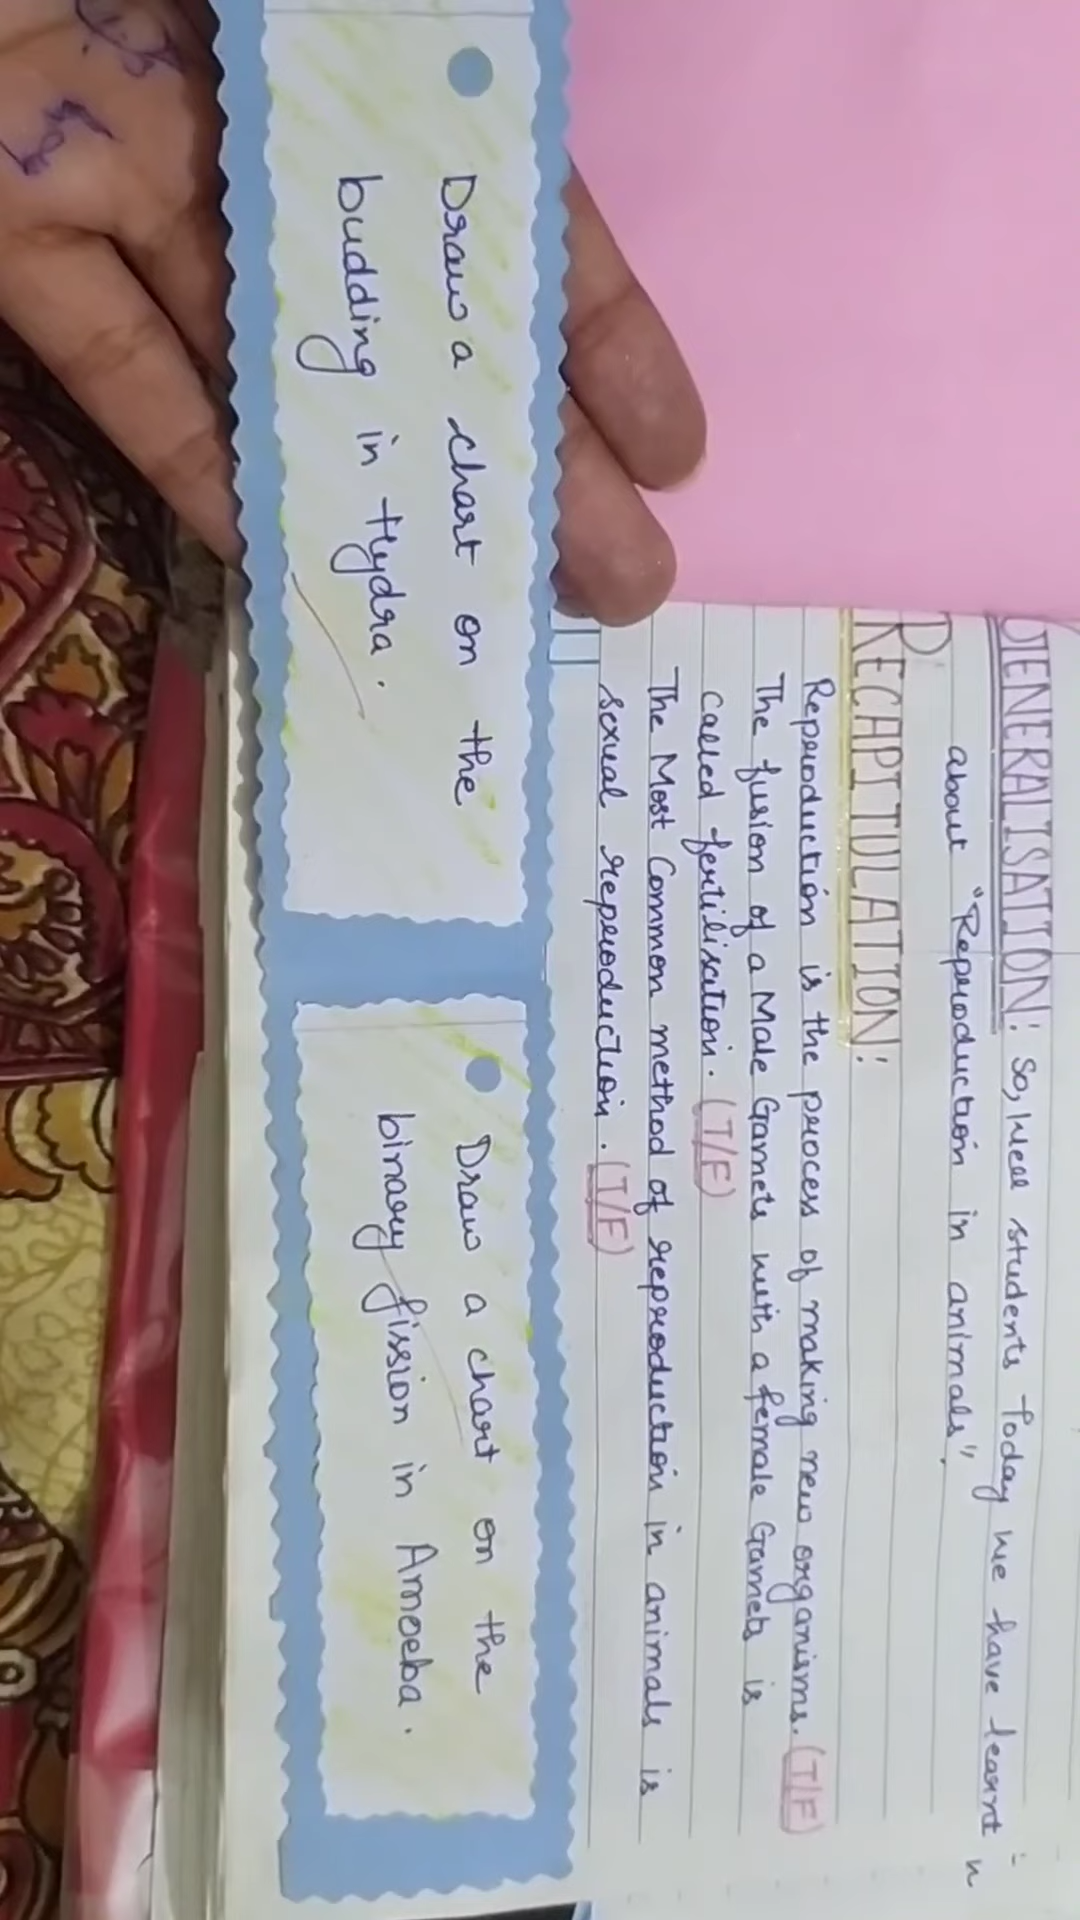 GENERALISATION: So, Well students Today we have learnt
about "Reproduction in animals".
RECAPITULATION:
Reproduction is the process of making new organisms. (T/F)
The fusion of a Male Gamets with a female Gamets is
called fertilisation. (T/F)
The Most Common method of reproduction in animals is
sexual reproduction. (T/F)
Draw a chart on the
budding in Hydra.
Draw a chart on the
binary fission in Amoeba.